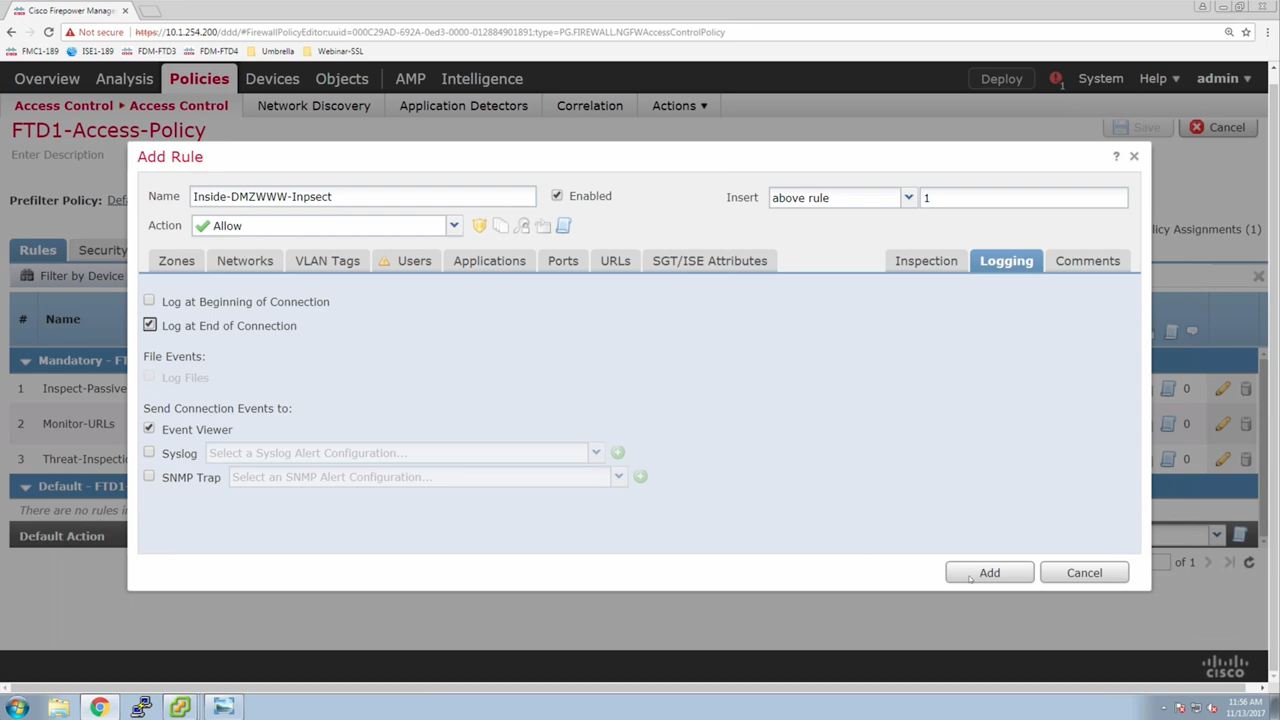 Cisco Firepower Manage
Not secure https://10.1.254.200/ddd/#FirewallPolicyEditor;uuid=000C29AD-692A-0ed3-0000-012884901891;type=PG.FIREWALL.NGFWAccessControlPolicy
FMC1-189 ISE1-189 FDM-FTD3 FDM-FTD4 Umbrella Webinar-SSL
Overview Analysis Policies Devices Objects AMP Intelligence Deploy 1 System Help admin
Access Control Access Control Network Discovery Application Detectors Correlation Actions
FTD1-Access-Policy Save Cancel
Enter Description
Add Rule ?
Name Inside-DMZWWW-Inpsect Enabled Insert above rule 1
Prefilter Policy: Def
Action Allow
licy Assignments (1)
Rules Security
Zones Networks VLAN Tags Users Applications Ports URLs SGT/ISE Attributes Inspection Logging Comments
Filter by Device
Log at Beginning of Connection
# Name
Log at End of Connection
Mandatory - FT
File Events:
Log Files
1 Inspect-Passive 0
Send Connection Events to:
2 Monitor-URLs 0
Event Viewer
Syslog Select a Syslog Alert Configuration...
3 Threat-Inspectio 0
SNMP Trap Select an SNMP Alert Configuration...
Default - FTD1-
There are no rules i
Default Action
of 1
Add Cancel
CISCO
11:56 AM
11/13/2017